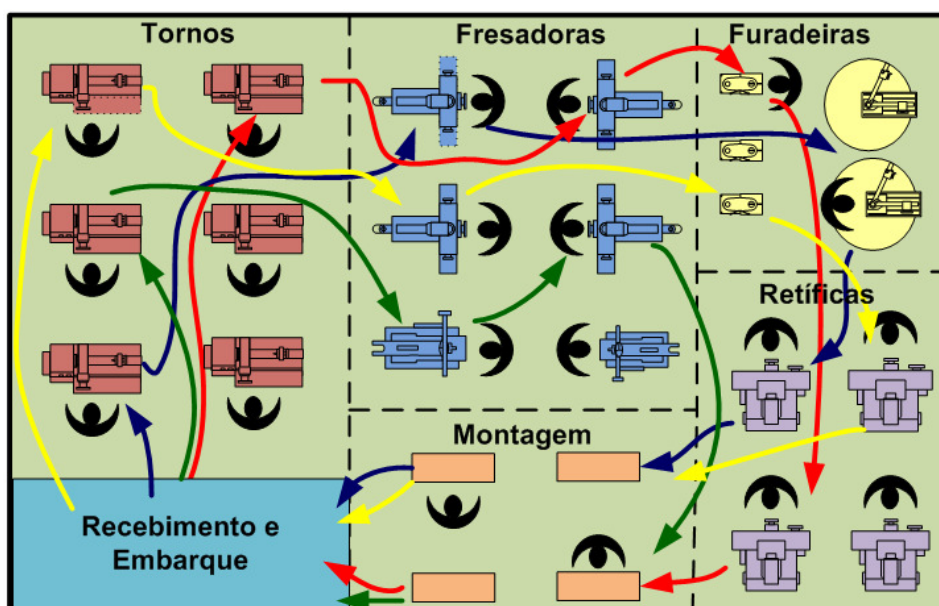 Tornos
Fresadoras
Furadeiras
Retíficas
Montagem
Recebimento e
Embarque